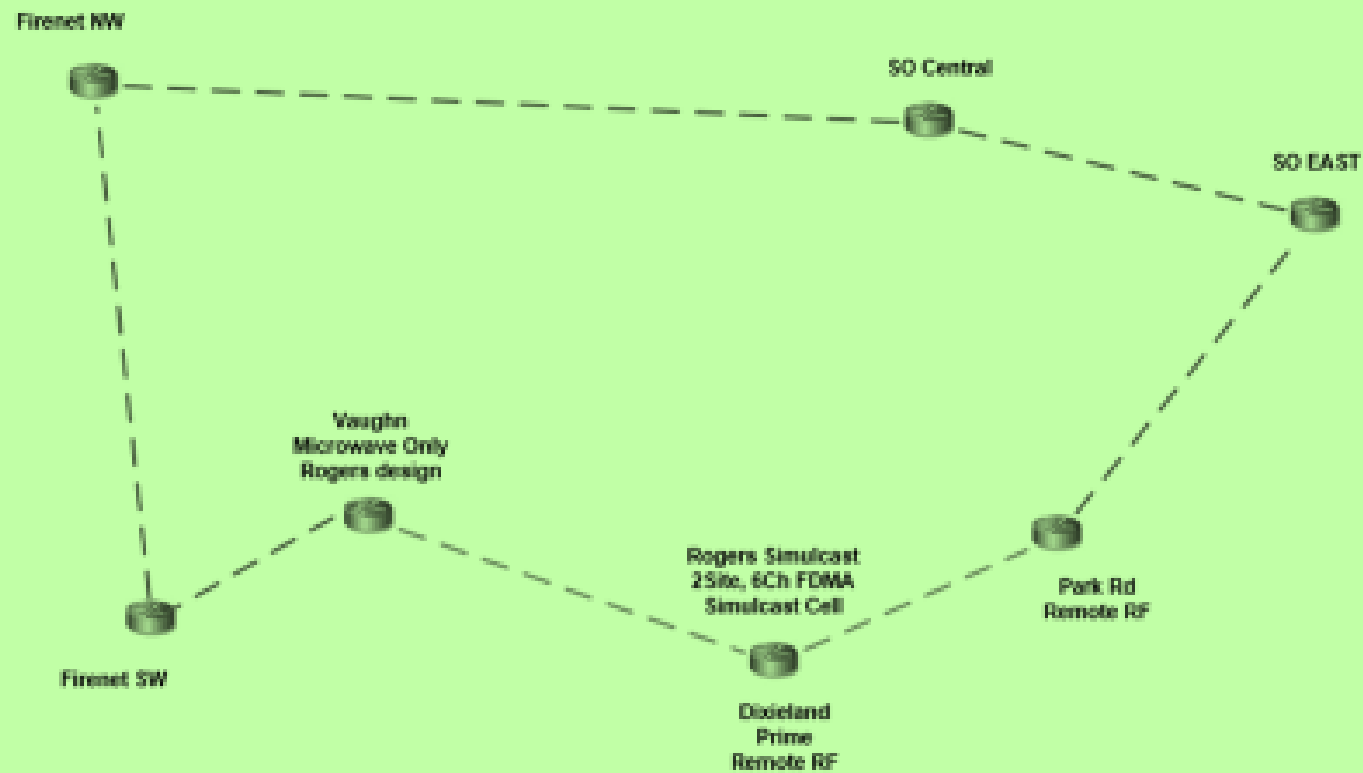 Firenet NW
SO Central
SO EAST
Vaughn
Microwave Only
Rogers design
Rogers Simulcast
2Site, 6Ch FDMA
Simulcast Cell
Park Rd
Remote RF
Firenet SW
Dixieland
Prime
Remote RF